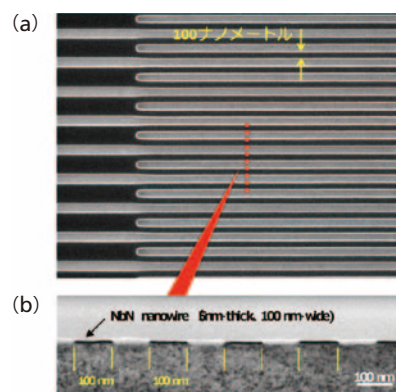 (a)
100ナノメートル
(b)
NbN nanowire (5nm-thick, 100 nm-wide)
100 nm
100 nm
100 nm